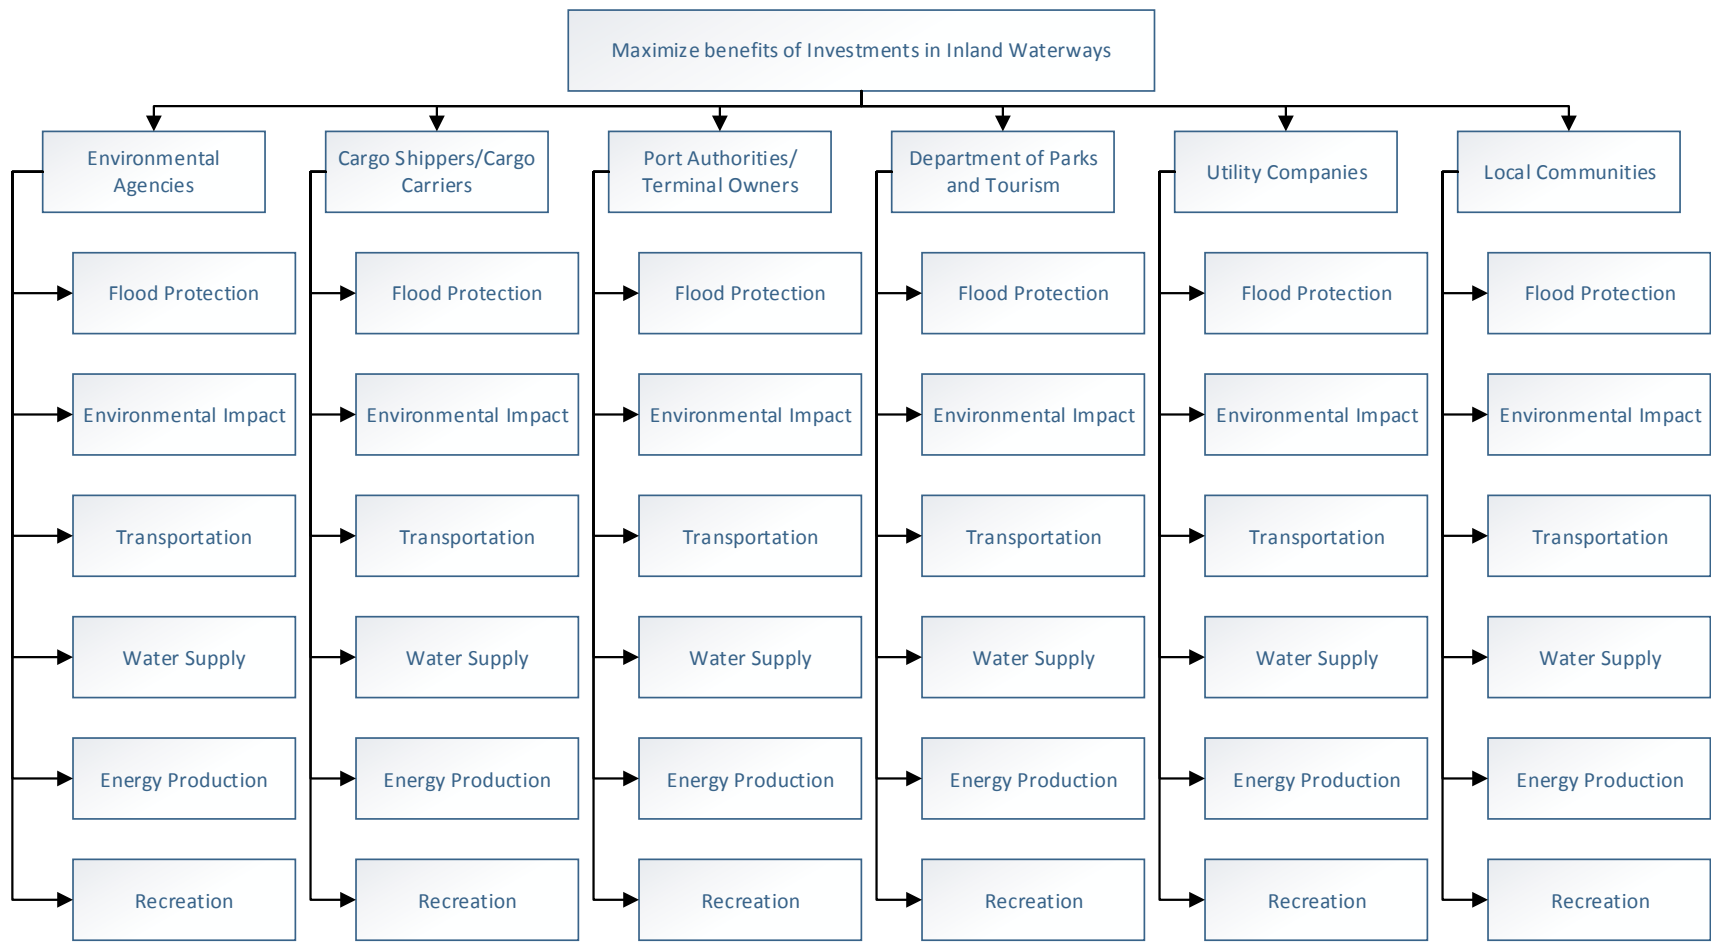 Maximize benefits of Investments in Inland Waterways
Environmental
Agencies
Cargo Shippers/Cargo
Carriers
Port Authorities/
Terminal Owners
Department of Parks
and Tourism
Utility Companies
Local Communities
Flood Protection
Flood Protection
Flood Protection
Flood Protection
Flood Protection
Flood Protection
Environmental Impact
Environmental Impact
Environmental Impact
Environmental Impact
Environmental Impact
Environmental Impact
Transportation
Transportation
Transportation
Transportation
Transportation
Transportation
Water Supply
Water Supply
Water Supply
Water Supply
Water Supply
Water Supply
Energy Production
Energy Production
Energy Production
Energy Production
Energy Production
Energy Production
Recreation
Recreation
Recreation
Recreation
Recreation
Recreation